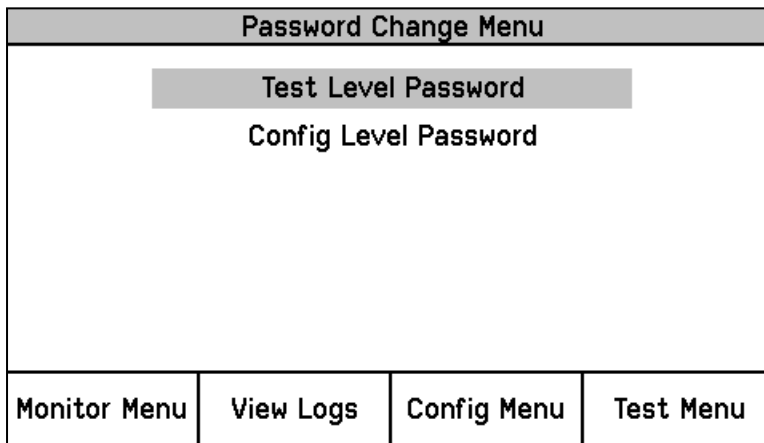 Password Change Menu
Test Level Password
Config Level Password
Monitor Menu
View Logs
Config Menu
Test Menu